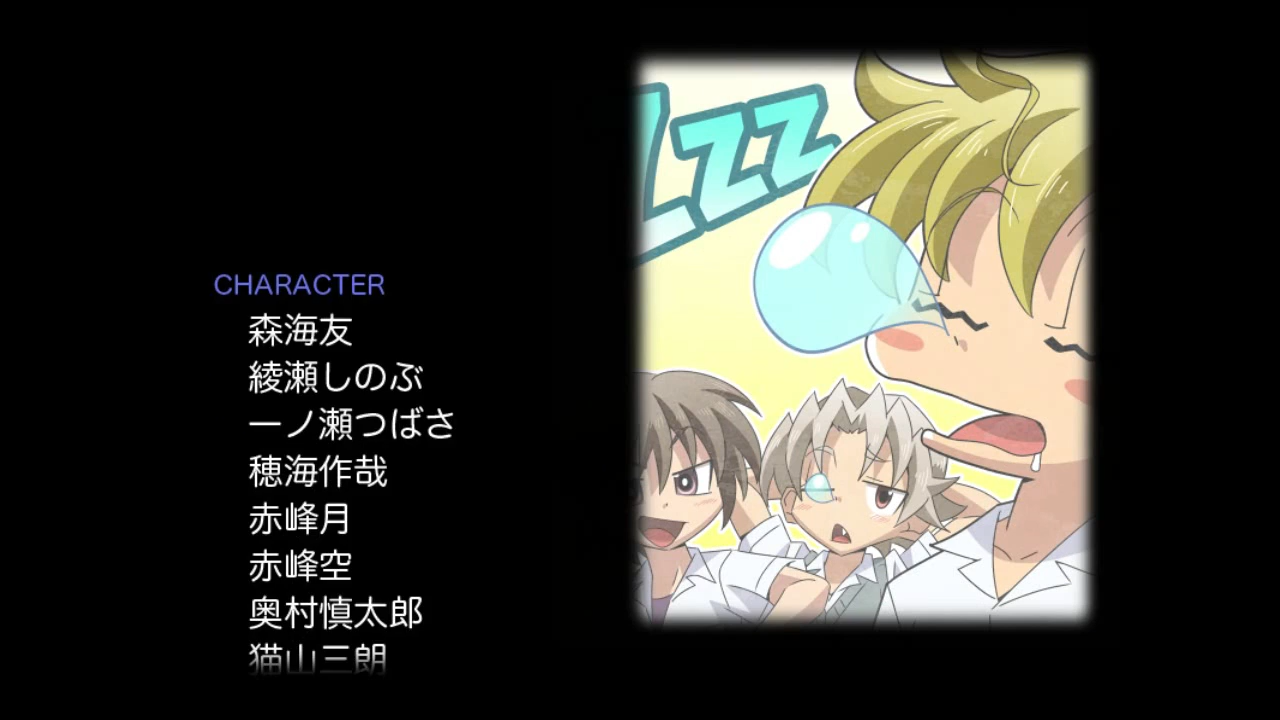 CHARACTER
森海友
綾瀬しのぶ
一ノ瀬つばさ
穂海作哉
赤峰月
赤峰空
奥村慎太郎
猫山三朗
Zzz